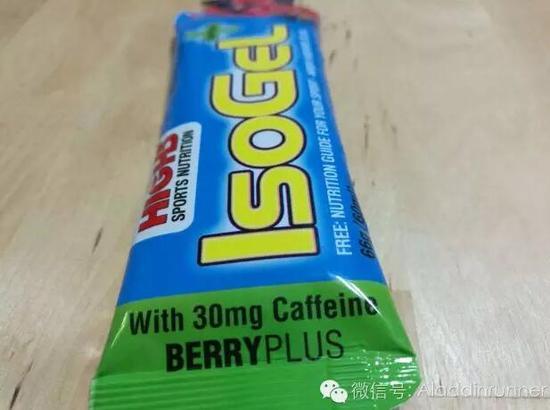 HIGH5
SPORTS NUTRITION
ISOGEL
FREE: NUTRITION GUIDE FOR YOUR SPORT
With 30mg Caffeine
BERRYPLUS
微信号: Aladdinrunner